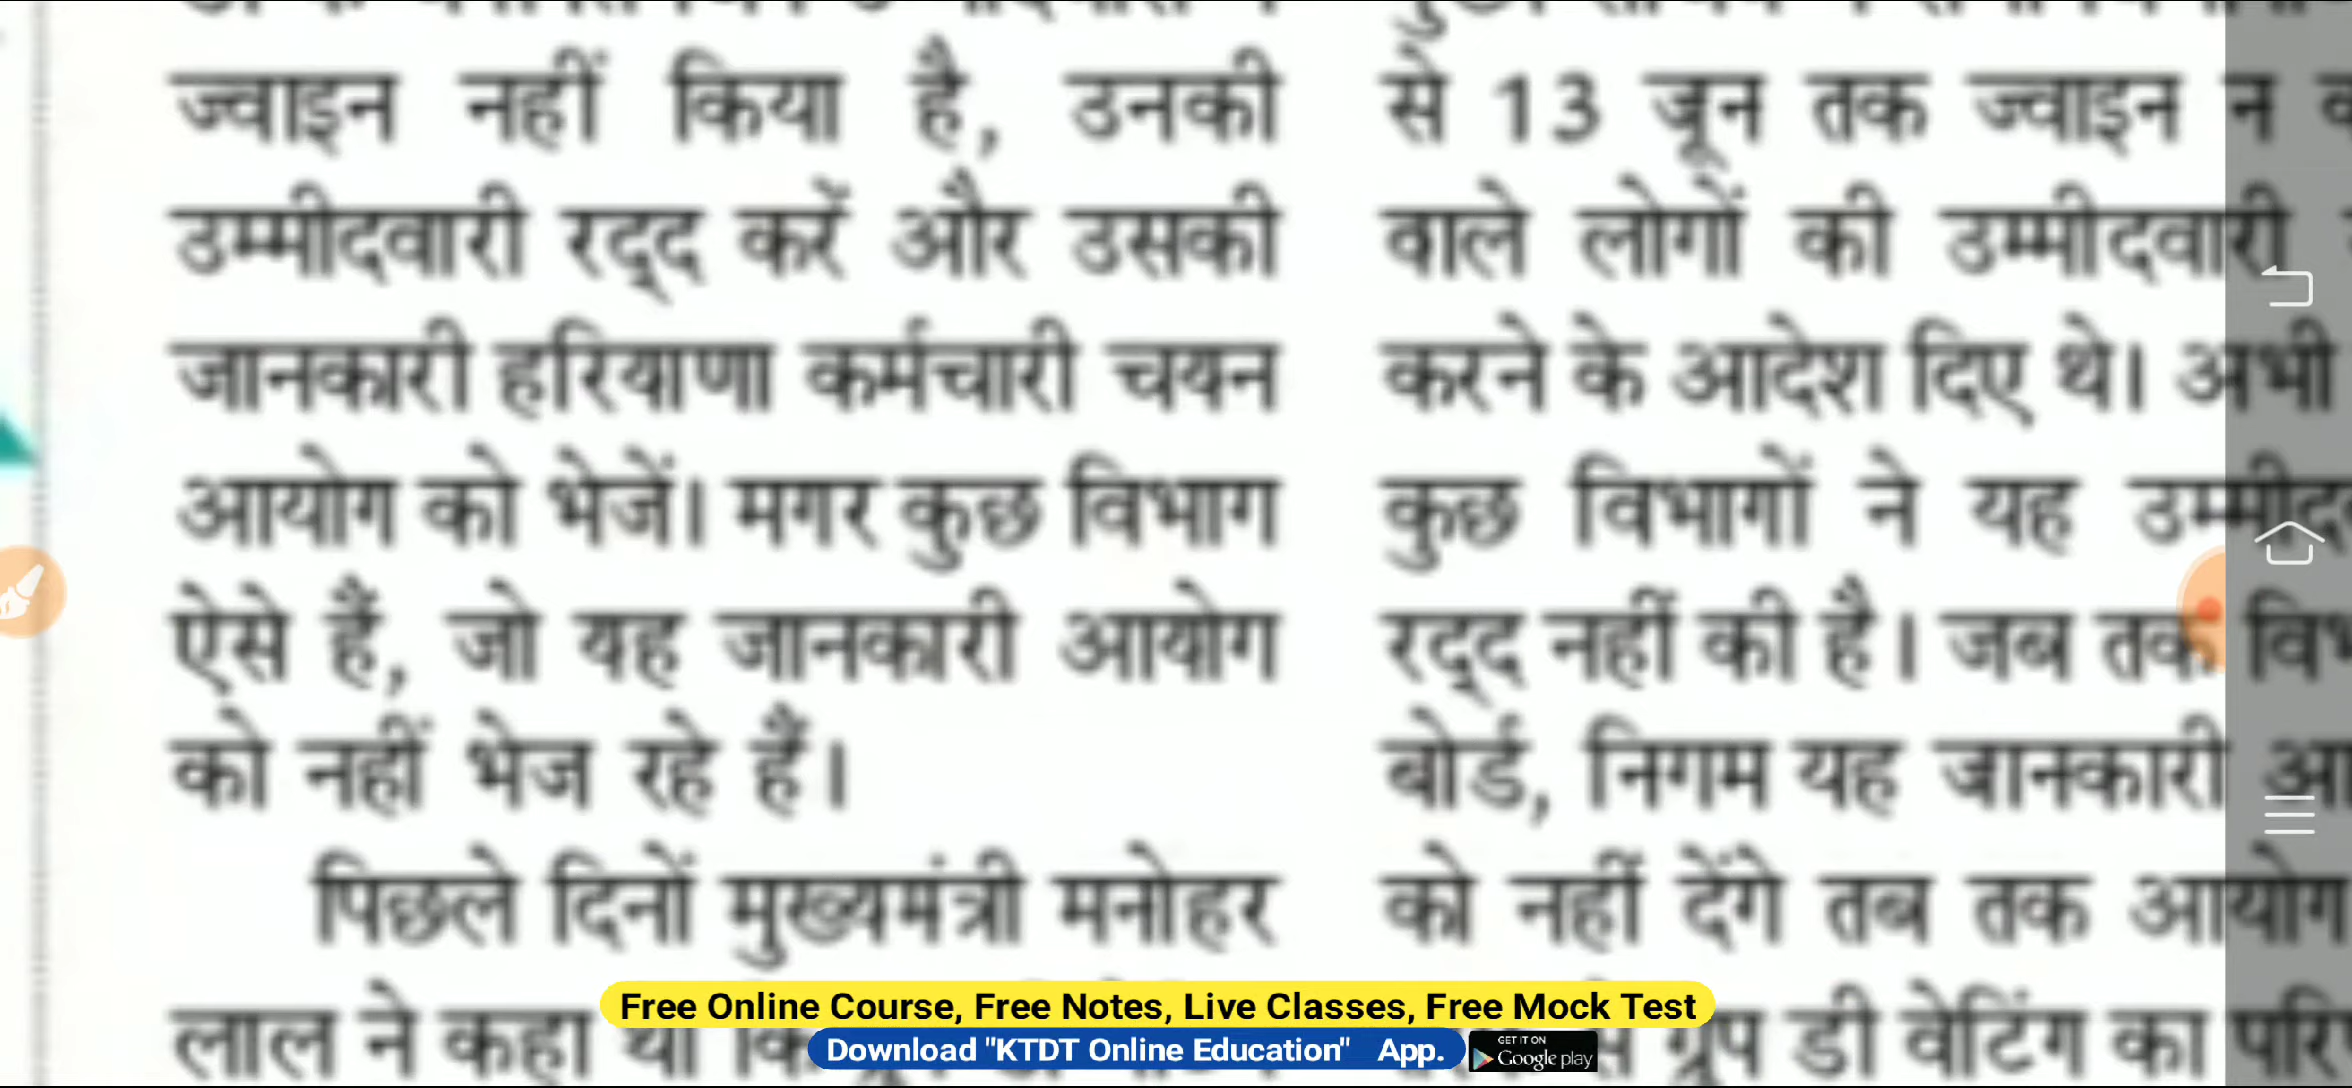 ज्वाइन नहीं किया है, उनकी
उम्मीदवारी रद्द करें और उसकी
जानकारी हरियाणा कर्मचारी चयन
आयोग को भेजें। मगर कुछ विभाग
ऐसे हैं, जो यह जानकारी आयोग
को नहीं भेज रहे हैं।
पिछले दिनों मुख्यमंत्री मनोहर
लाल ने कहा था कि
से 13 जून तक ज्वाइन न
वाले लोगों की उम्मीदवारी
करने के आदेश दिए थे। अभी
कुछ विभागों ने यह
रद्द नहीं की है। जब तक
बोर्ड, निगम यह जानकारी
को नहीं देंगे तब तक आयोग
ग्रुप डी वेटिंग का
Free Online Course, Free Notes, Live Classes, Free Mock Test
Download "KTDT Online Education" App.
GET IT ON
Google play